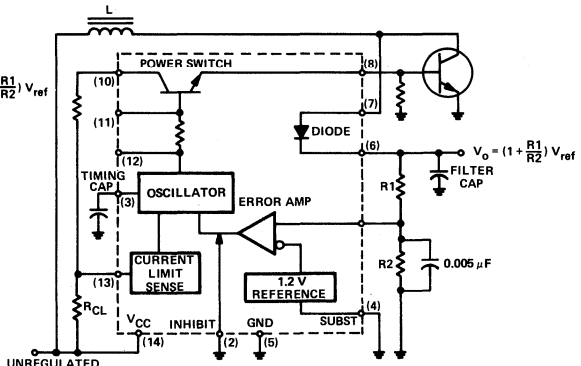 L
R1
R2
) Vref
POWER SWITCH
(10)
(8)
(7)
(11)
DIODE
(6)
Vo = (1 + R1/R2) Vref
(12)
FILTER
CAP
TIMING
CAP
(3)
OSCILLATOR
ERROR AMP
R1
CURRENT
LIMIT
SENSE
(13)
1.2 V
REFERENCE
R2
0.005 µF
RCL
(4)
VCC
INHIBIT
GND
SUBST
(14)
(2)
(5)
UNREGULATED